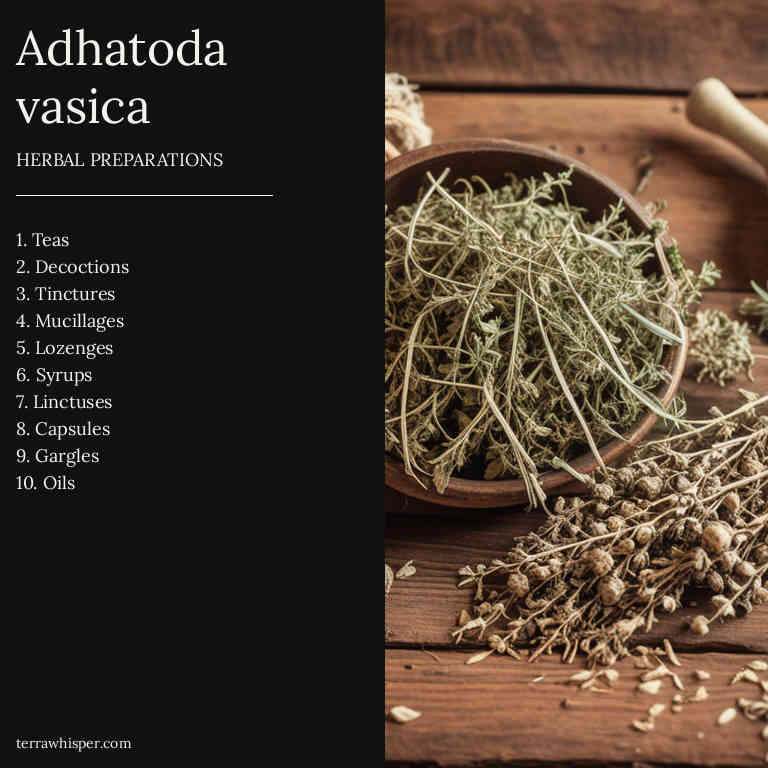 Adhatoda
vasica
HERBAL PREPARATIONS
1. Teas
2. Decoctions
3. Tinctures
4. Mucillages
5. Lozenges
6. Syrups
7. Linctuses
8. Capsules
9. Gargles
10. Oils
terrawhisper.com